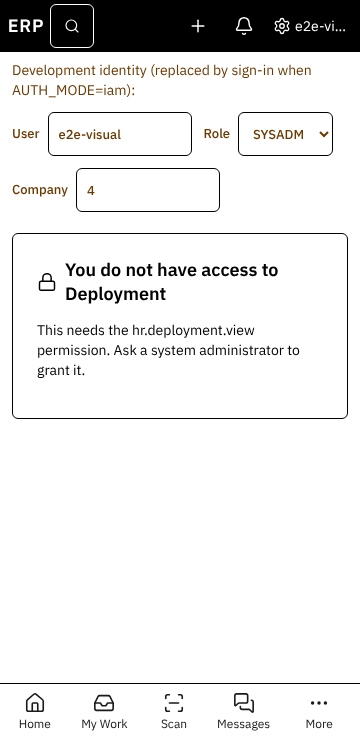 ERP
e2e-vi...
Development identity (replaced by sign-in when
AUTH_MODE=iam):
User
e2e-visual
Role
SYSADM
Company
4
You do not have access to
Deployment
This needs the hr.deployment.view
permission. Ask a system administrator to
grant it.
Home
My Work
Scan
Messages
More